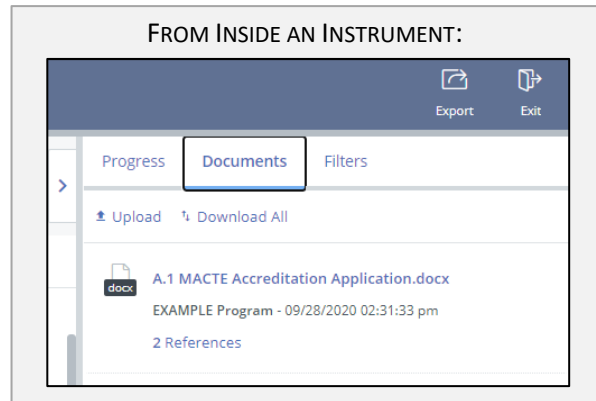 FROM INSIDE AN INSTRUMENT:
Export Exit
Progress Documents Filters
Upload Download All
docx
A.1 MACTE Accreditation Application.docx
EXAMPLE Program - 09/28/2020 02:31:33 pm
2 References